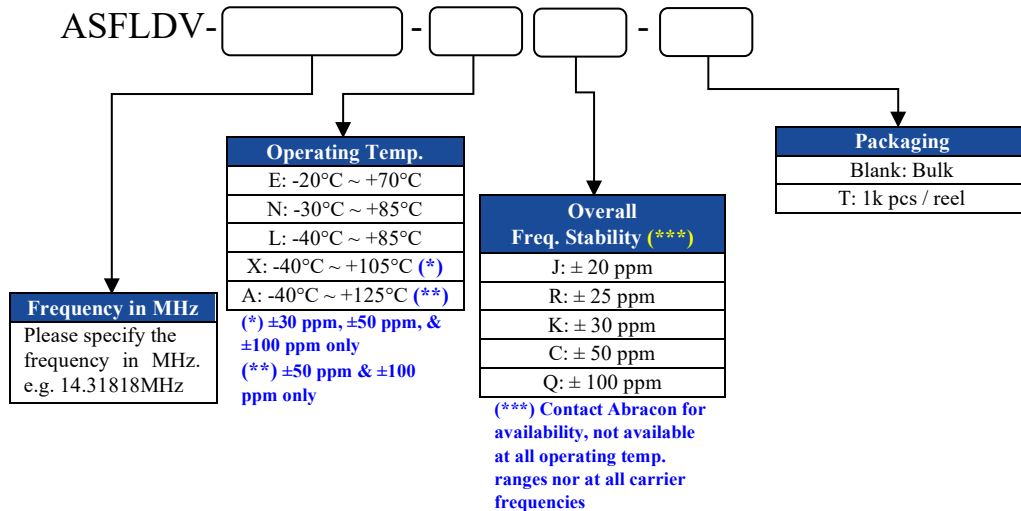 ASFLDV- - -
Operating Temp.
E: -20°C ~ +70°C
N: -30°C ~ +85°C
L: -40°C ~ +85°C
X: -40°C ~ +105°C (*)
A: -40°C ~ +125°C (**)
(*) ±30 ppm, ±50 ppm, &
±100 ppm only
(**) ±50 ppm & ±100
ppm only
Packaging
Blank: Bulk
T: 1k pcs / reel
Overall
Freq. Stability (***)
J: ± 20 ppm
R: ± 25 ppm
K: ± 30 ppm
C: ± 50 ppm
Q: ± 100 ppm
(***) Contact Abracon for
availability, not available
at all operating temp.
ranges nor at all carrier
frequencies
Frequency in MHz
Please specify the
frequency in MHz.
e.g. 14.31818MHz